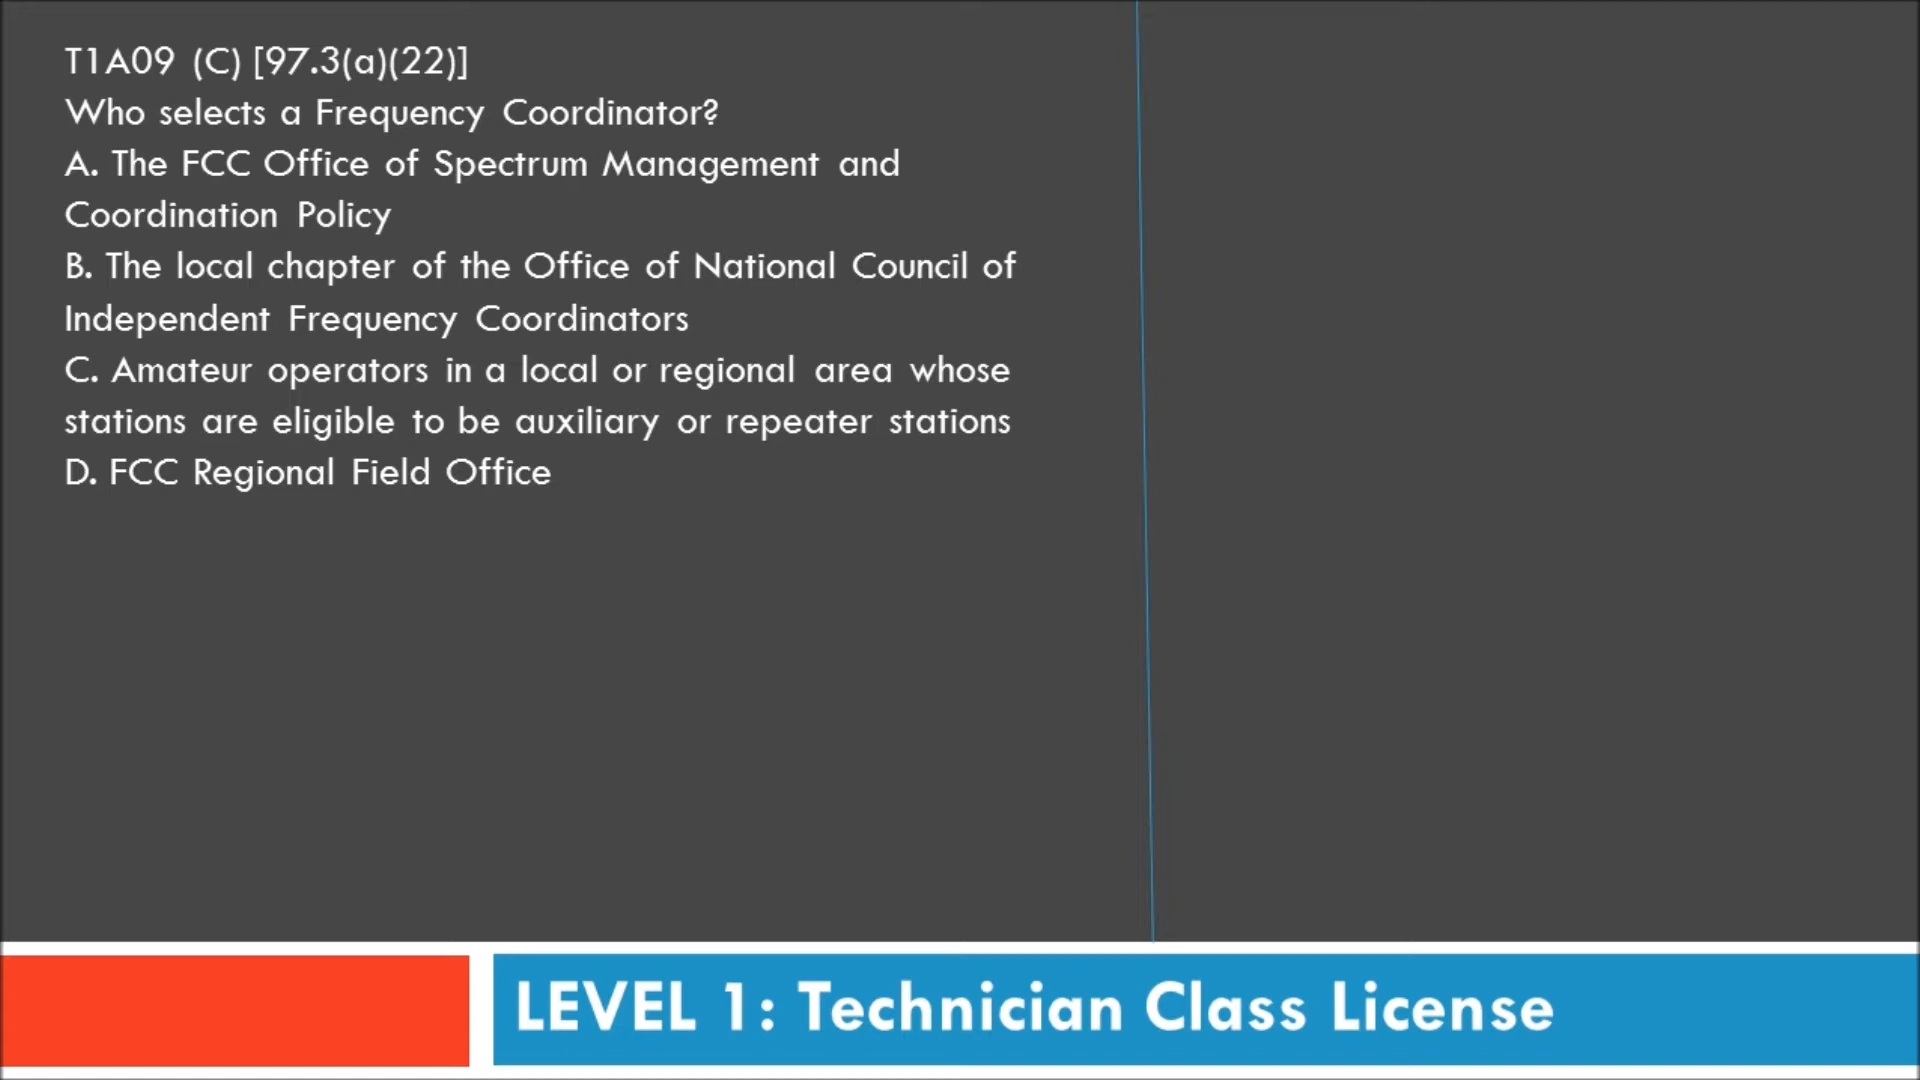 T1A09 (C) [97.3(a)(22)]
Who selects a Frequency Coordinator?
A. The FCC Office of Spectrum Management and
Coordination Policy
B. The local chapter of the Office of National Council of
Independent Frequency Coordinators
C. Amateur operators in a local or regional area whose
stations are eligible to be auxiliary or repeater stations
D. FCC Regional Field Office
LEVEL 1: Technician Class License